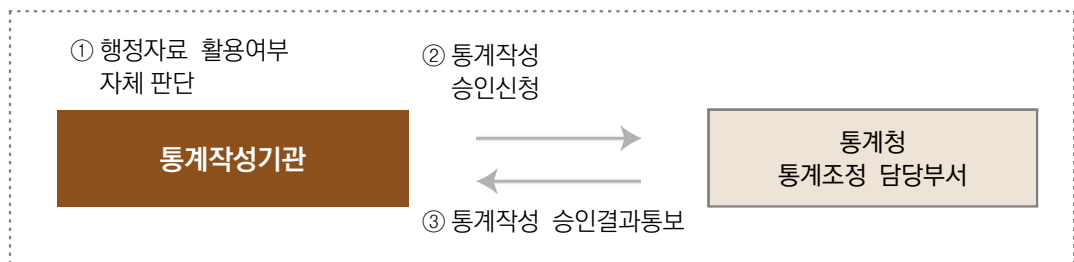 ① 행정자료 활용여부
자체 판단
② 통계작성
승인신청
통계작성기관
통계청
통계조정 담당부서
③ 통계작성 승인결과통보